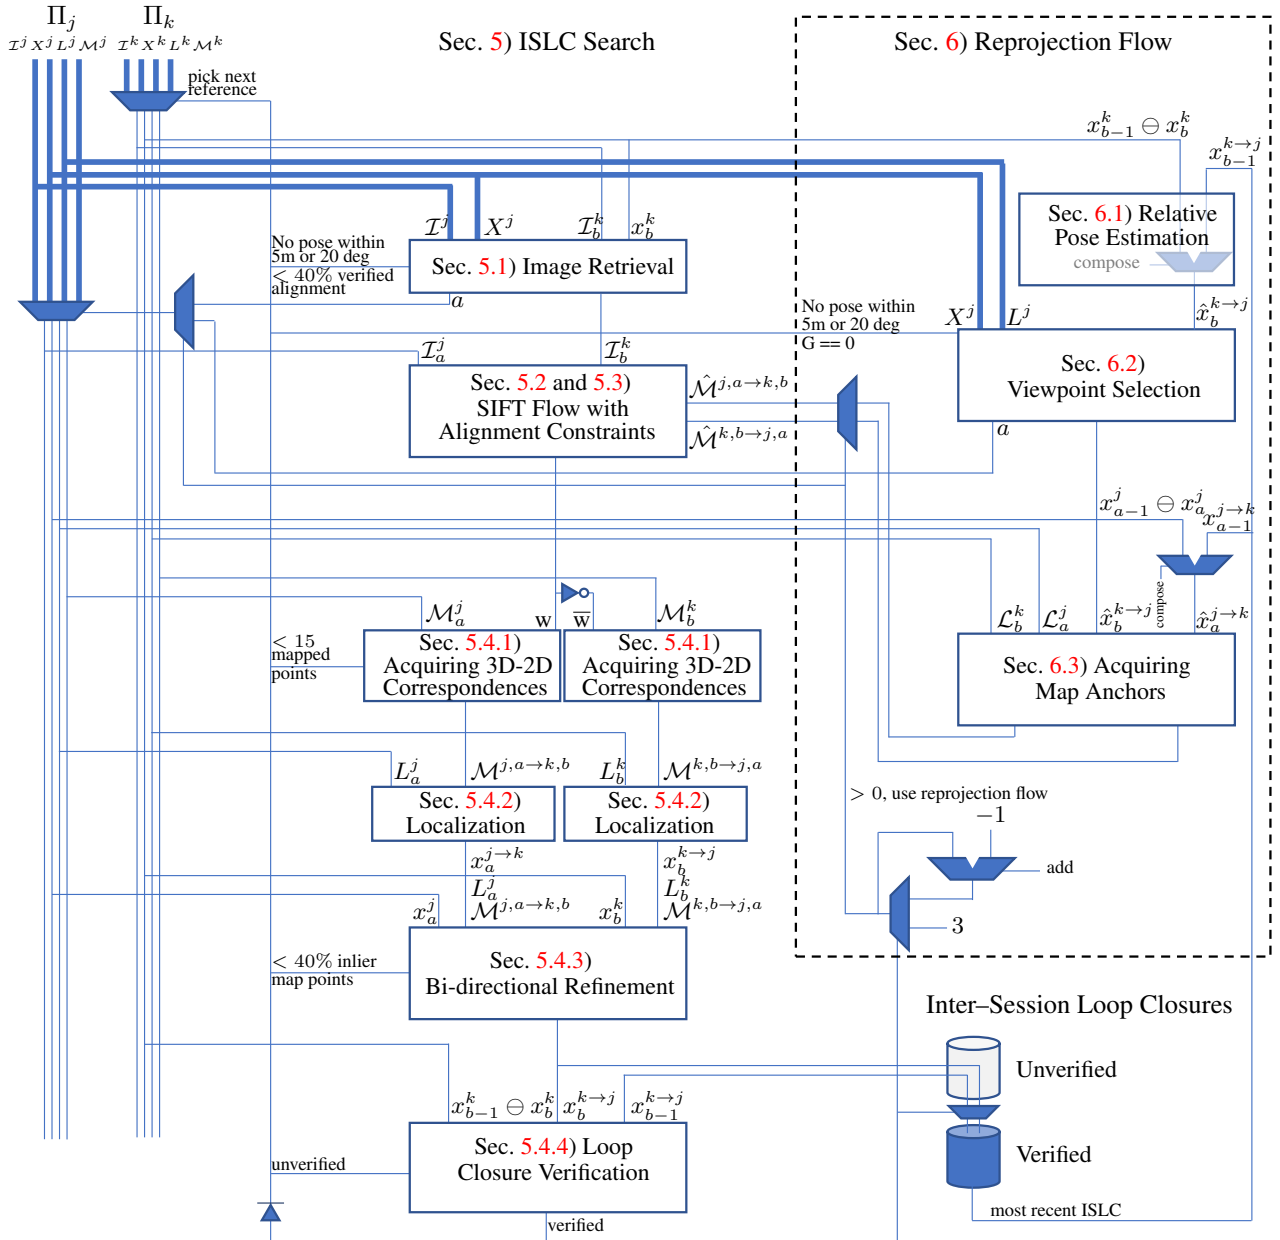 Π_j Π_k
𝓘^j X^j L^j 𝓜^j 𝓘^k X^k L^k 𝓜^k
Sec. 5) ISLC Search
Sec. 6) Reprojection Flow
pick next
reference
x^k_{b−1} ⊖ x^k_b
x^{k→j}_{b−1}
Sec. 6.1) Relative
Pose Estimation
compose
𝓘^j X^j 𝓘^k_b x^k_b
No pose within
5m or 20 deg
< 40% verified
alignment
Sec. 5.1) Image Retrieval
a
No pose within
5m or 20 deg
G == 0
X^j L^j x̂^{k→j}_b
Sec. 6.2)
Viewpoint Selection
a
𝓘^j_a 𝓘^k_b
Sec. 5.2 and 5.3)
SIFT Flow with
Alignment Constraints
𝓜̂^{j,a→k,b}
𝓜̂^{k,b→j,a}
x^j_{a−1} ⊖ x^j_a
x^{j→k}_{a−1}
compose
𝓛^k_b 𝓛^j_a x̂^{k→j}_b x̂^{j→k}_a
Sec. 6.3) Acquiring
Map Anchors
𝓜^j_a w w̅ 𝓜^k_b
< 15
mapped
points
Sec. 5.4.1)
Acquiring 3D-2D
Correspondences
Sec. 5.4.1)
Acquiring 3D-2D
Correspondences
L^j_a 𝓜^{j,a→k,b} L^k_b 𝓜^{k,b→j,a}
Sec. 5.4.2)
Localization
Sec. 5.4.2)
Localization
> 0, use reprojection flow
−1
add
3
x^{j→k}_a x^{k→j}_b
L^j_a L^k_b
x^j_a 𝓜^{j,a→k,b} x^k_b 𝓜^{k,b→j,a}
< 40% inlier
map points
Sec. 5.4.3)
Bi-directional Refinement
Inter–Session Loop Closures
Unverified
Verified
most recent ISLC
x^k_{b−1} ⊖ x^k_b x^{k→j}_b x^{k→j}_{b−1}
Sec. 5.4.4) Loop
Closure Verification
unverified
verified